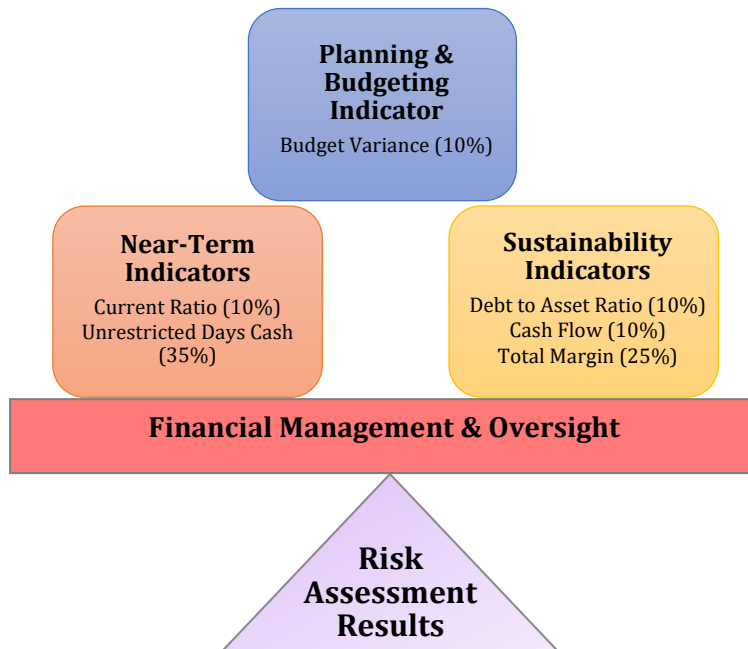 Planning &
Budgeting
Indicator
Budget Variance (10%)
Near-Term
Indicators
Current Ratio (10%)
Unrestricted Days Cash
(35%)
Sustainability
Indicators
Debt to Asset Ratio (10%)
Cash Flow (10%)
Total Margin (25%)
Financial Management & Oversight
Risk
Assessment
Results